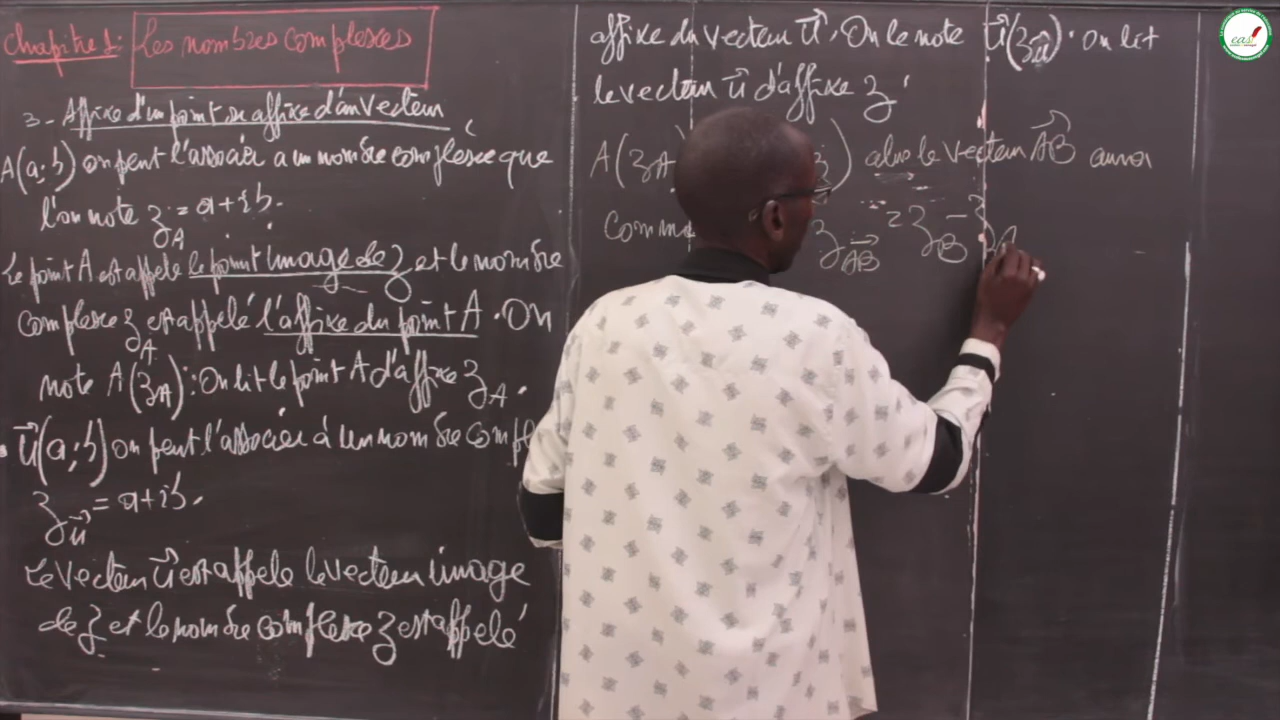 Chapitre 1: Les nombres complexes
3- Affixe d'un point ou affixe d'un vecteur
A(a;b) on peut l'associer a un nombre complexe que
l'on note z_A = a+ib.
Le point A est appelé le point image de z et le nombre
complexe z_A est appelé l'affixe du point A. On
note A(z_A): On lit le point A d'affixe z_A.
u⃗(a;b) on peut l'associer à un nombre
z_u⃗ = a+ib.
Le vecteur u⃗ est appelé le vecteur image
de z et le nombre complexe z est appelé
affixe du vecteur u⃗. On le note u⃗(z_u⃗). On lit
le vecteur u⃗ d'affixe z.
A(z_A) alors le vecteur AB⃗ aura
z_AB⃗ = z_B - z_A
eas!